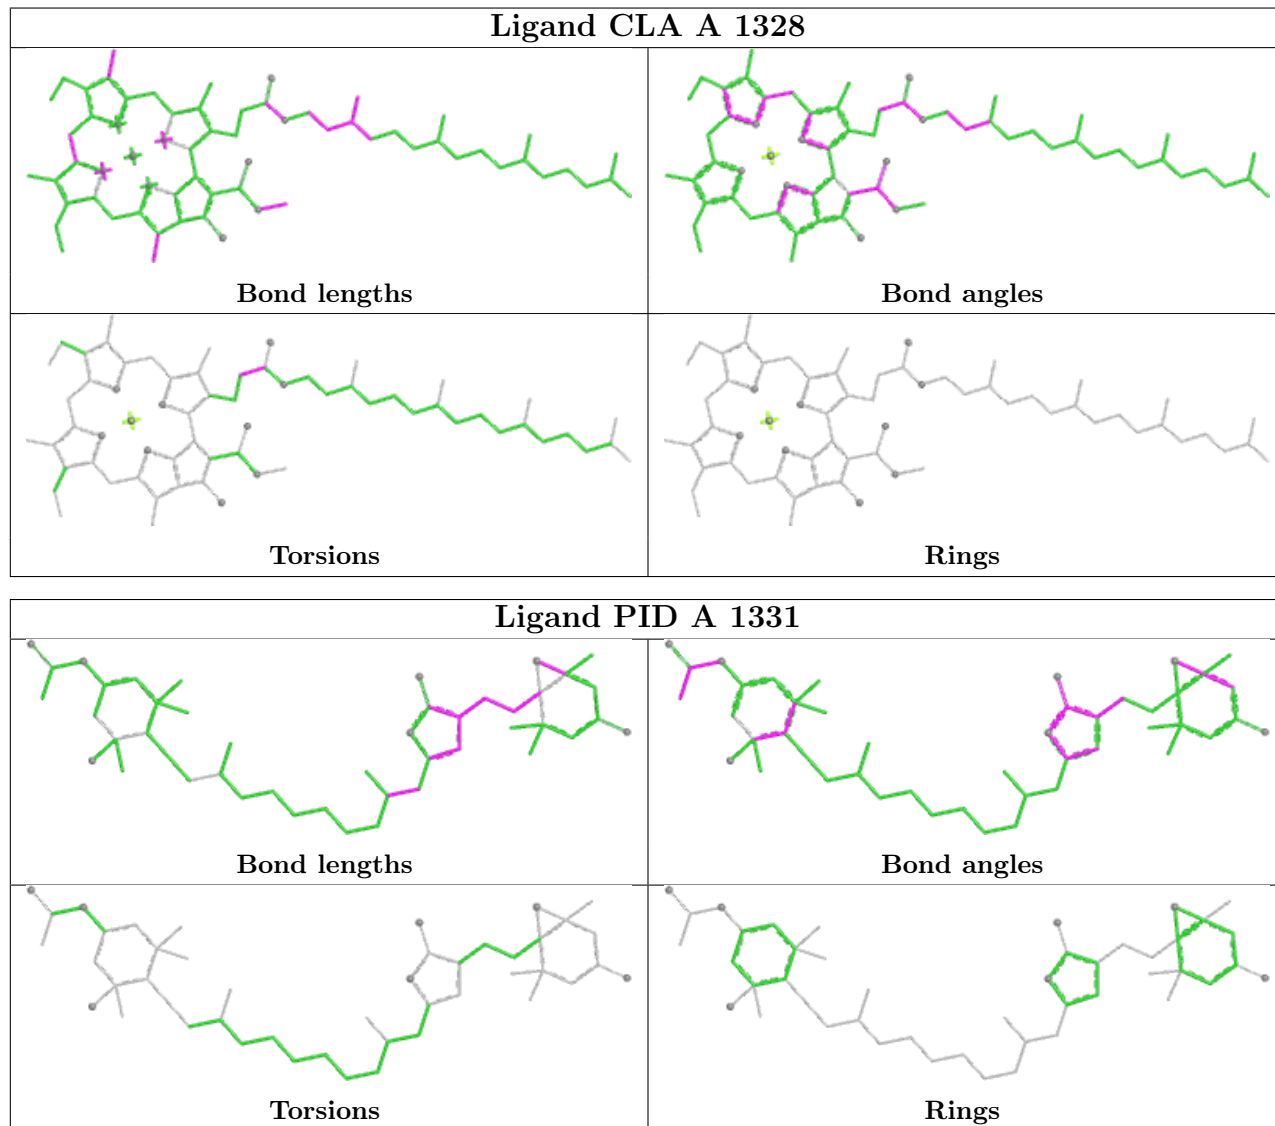 Ligand CLA A 1328
Bond lengths
Bond angles
Torsions
Rings
Ligand PID A 1331
Bond lengths
Bond angles
Torsions
Rings